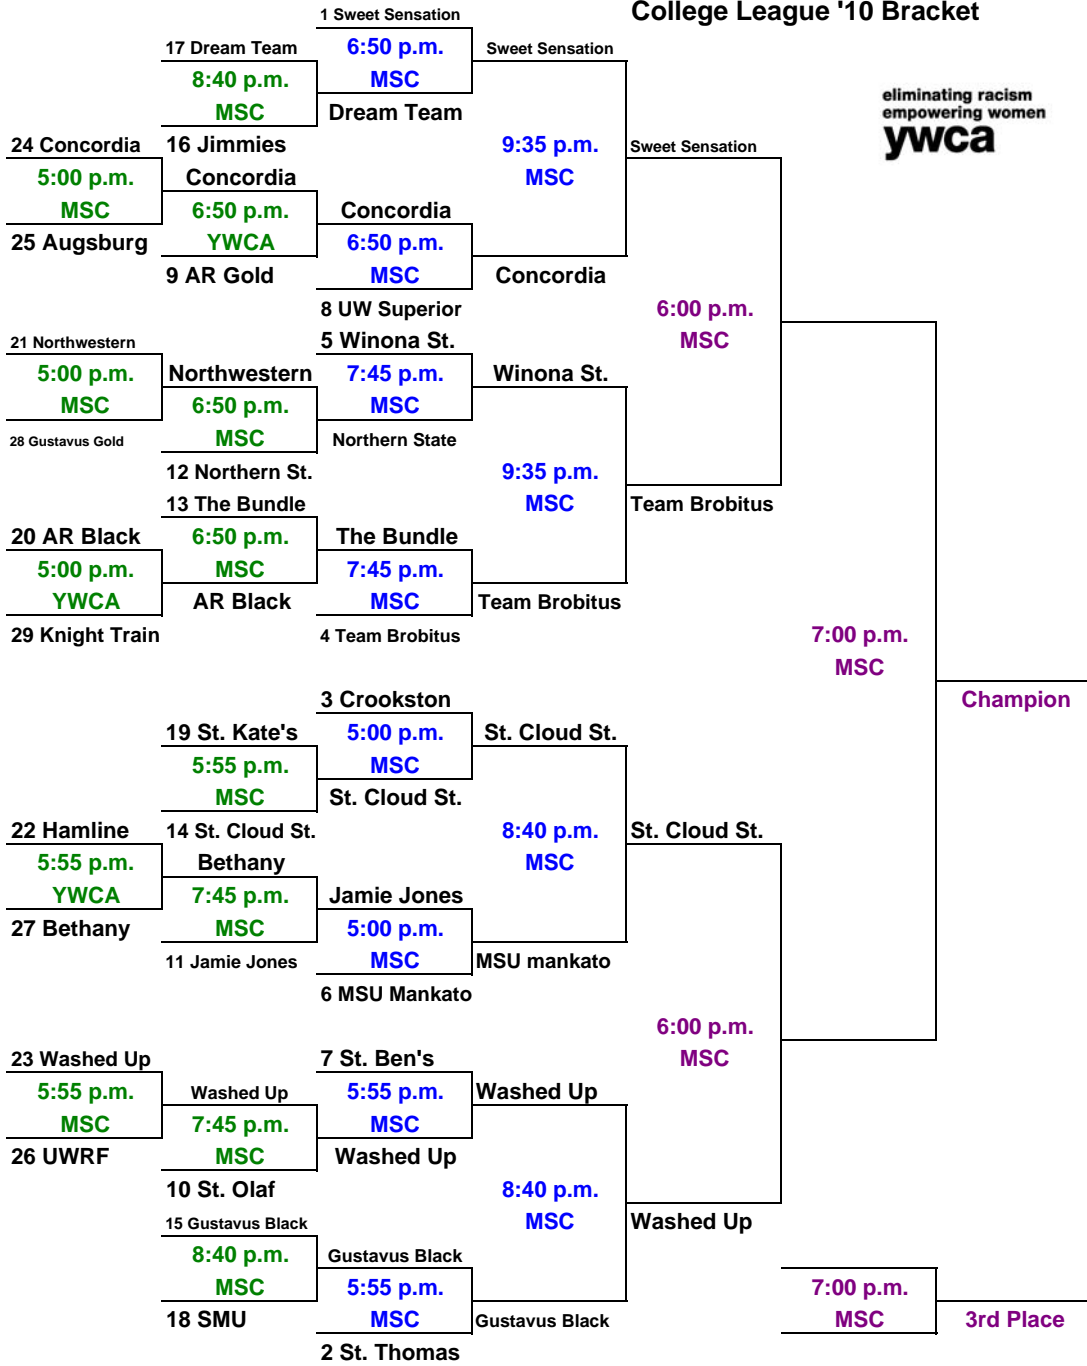 1 Sweet Sensation
College League '10 Bracket
17 Dream Team
6:50 p.m.
Sweet Sensation
8:40 p.m.
MSC
eliminating racism
MSC
Dream Team
empowering women
ywca
24 Concordia
16 Jimmies
9:35 p.m.
Sweet Sensation
5:00 p.m.
Concordia
MSC
MSC
6:50 p.m.
Concordia
25 Augsburg
YWCA
6:50 p.m.
9 AR Gold
MSC
Concordia
8 UW Superior
6:00 p.m.
21 Northwestern
5 Winona St.
MSC
5:00 p.m.
Northwestern
7:45 p.m.
Winona St.
MSC
6:50 p.m.
MSC
28 Gustavus Gold
MSC
Northern State
12 Northern St.
9:35 p.m.
13 The Bundle
MSC
Team Brobitus
20 AR Black
6:50 p.m.
The Bundle
5:00 p.m.
MSC
7:45 p.m.
YWCA
AR Black
MSC
Team Brobitus
29 Knight Train
4 Team Brobitus
7:00 p.m.
MSC
3 Crookston
Champion
19 St. Kate's
5:00 p.m.
St. Cloud St.
5:55 p.m.
MSC
MSC
St. Cloud St.
22 Hamline
14 St. Cloud St.
8:40 p.m.
St. Cloud St.
5:55 p.m.
Bethany
MSC
YWCA
7:45 p.m.
Jamie Jones
27 Bethany
MSC
5:00 p.m.
11 Jamie Jones
MSC
MSU mankato
6 MSU Mankato
6:00 p.m.
23 Washed Up
7 St. Ben's
MSC
5:55 p.m.
Washed Up
5:55 p.m.
Washed Up
MSC
7:45 p.m.
MSC
26 UWRF
MSC
Washed Up
10 St. Olaf
8:40 p.m.
15 Gustavus Black
MSC
Washed Up
8:40 p.m.
Gustavus Black
MSC
5:55 p.m.
7:00 p.m.
18 SMU
MSC
Gustavus Black
MSC
3rd Place
2 St. Thomas